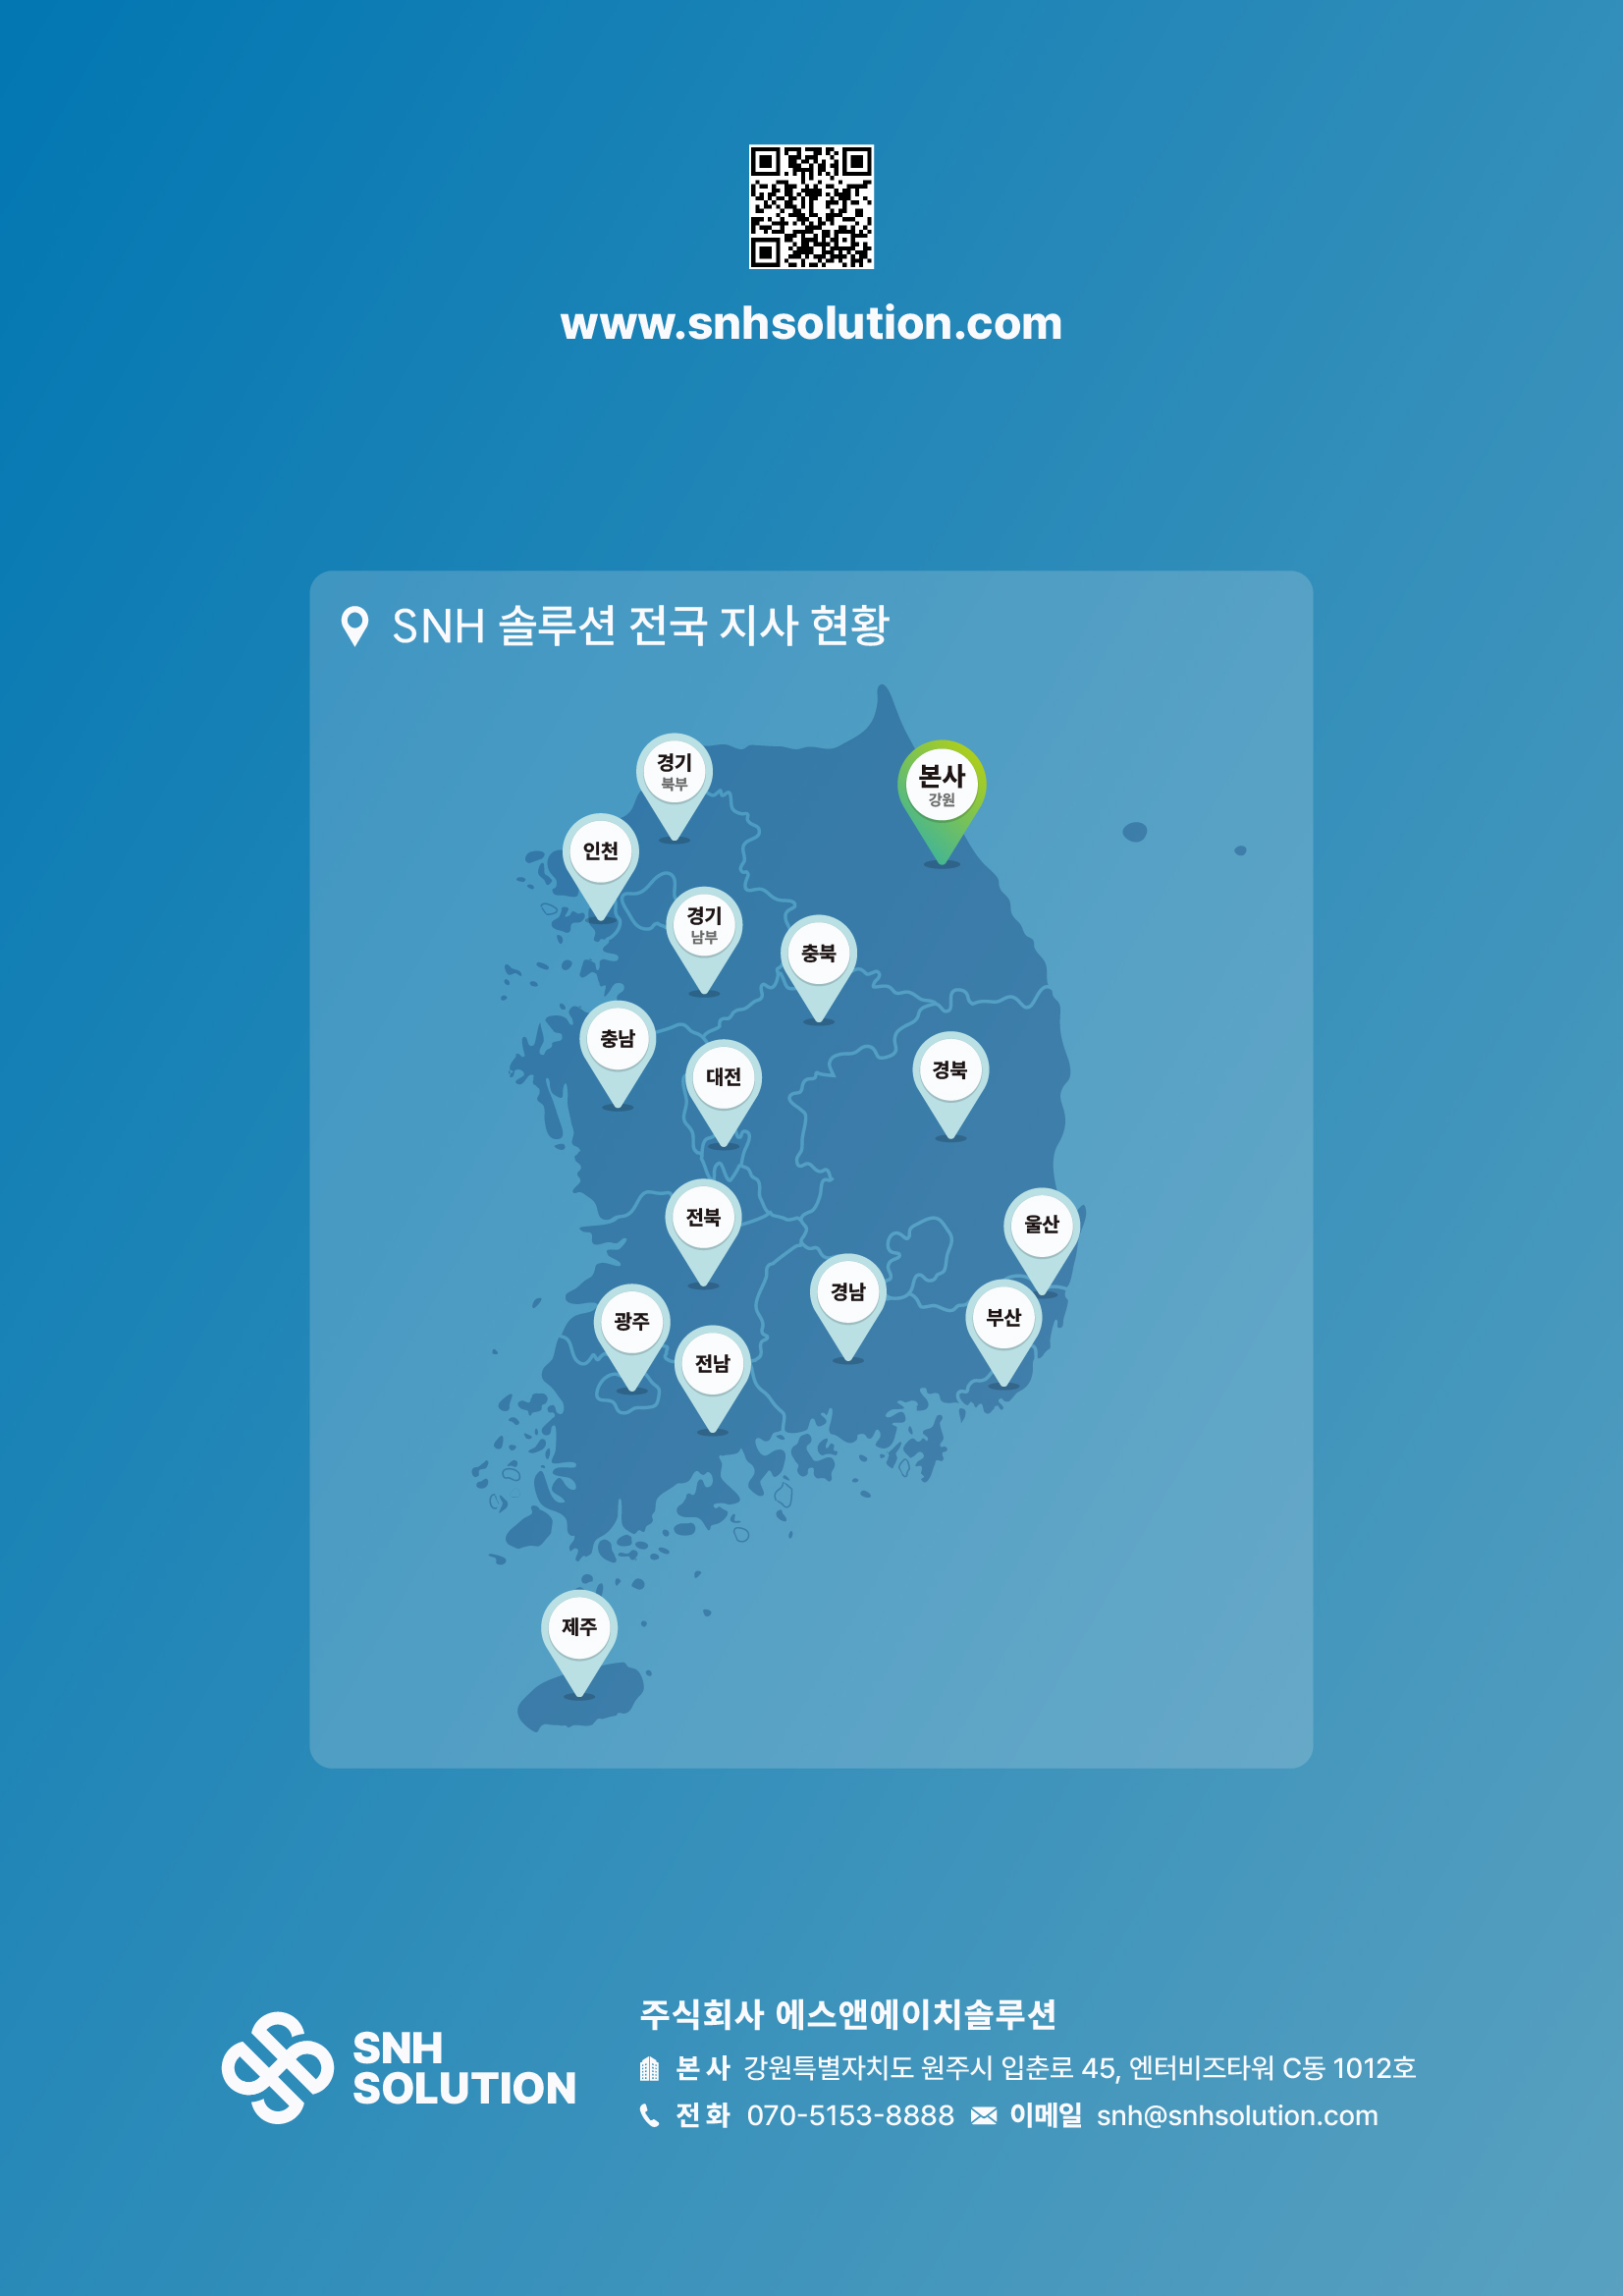 www.snhsolution.com
SNH 솔루션 전국 지사 현황
경기
북부
본사
강원
인천
경기
남부
충북
충남
대전
경북
전북
울산
경남
부산
광주
전남
제주
SNH
SOLUTION
주식회사 에스앤에이치솔루션
본 사 강원특별자치도 원주시 입춘로 45, 엔터비즈타워 C동 1012호
전 화 070-5153-8888 이메일 snh@snhsolution.com